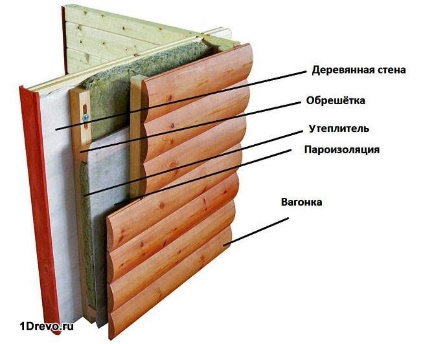 Деревянная стена
Обрешётка
Утеплитель
Пароизоляция
Вагонка
1Drevo.ru